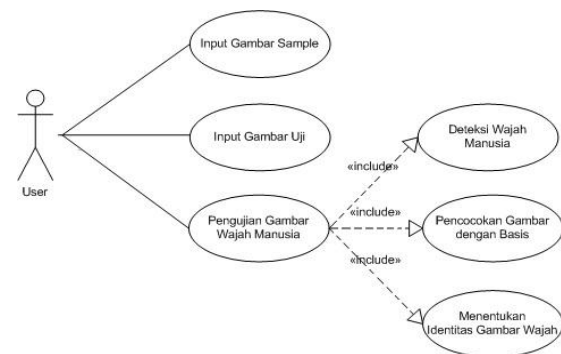 Input Gambar Sample
Input Gambar Uji
User
Pengujian Gambar
Wajah Manusia
«include»
«include»
«include»
Deteksi Wajah
Manusia
Pencocokan Gambar
dengan Basis
Menentukan
Identitas Gambar Wajah